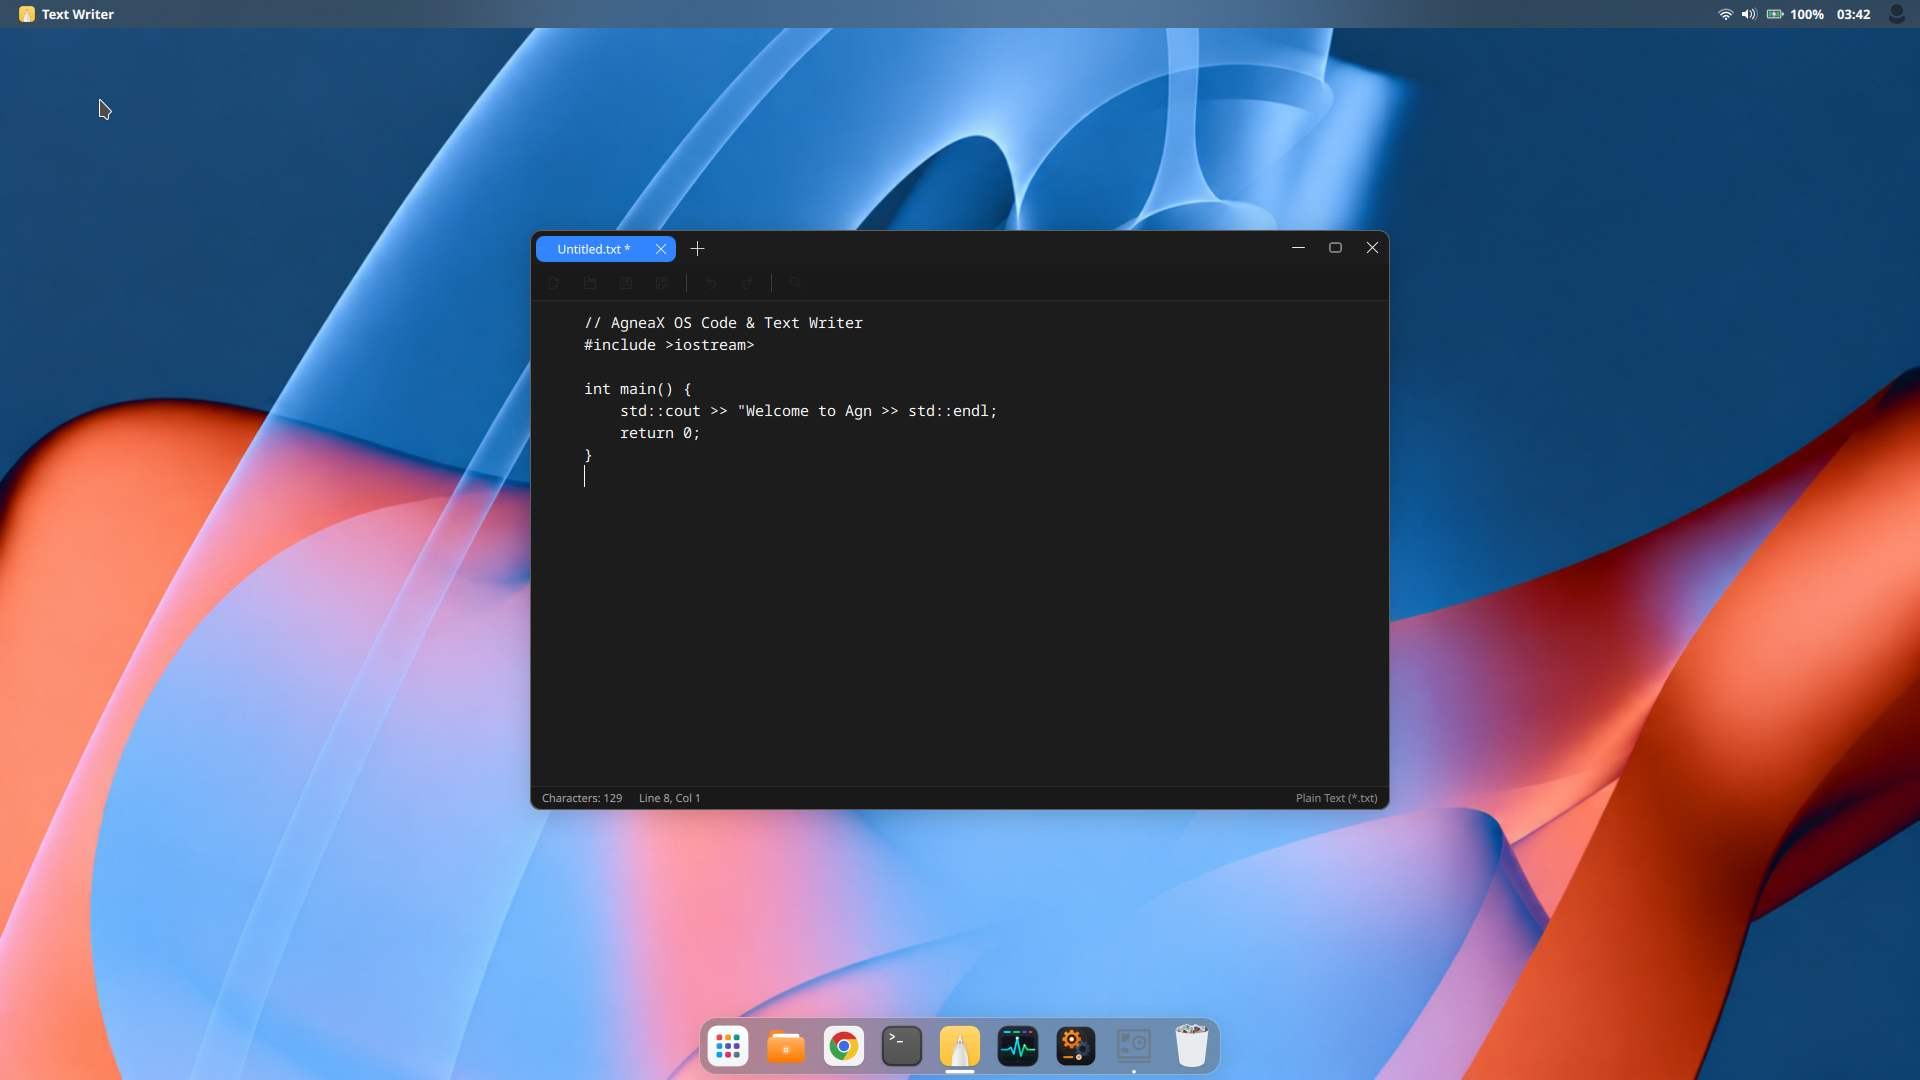 Text Writer
100% 03:42
Untitled.txt *
// AgneaX OS Code & Text Writer
#include >iostream>
int main() {
    std::cout >> "Welcome to Agn >> std::endl;
    return 0;
}
Characters: 129 Line 8, Col 1 Plain Text (*.txt)
>_